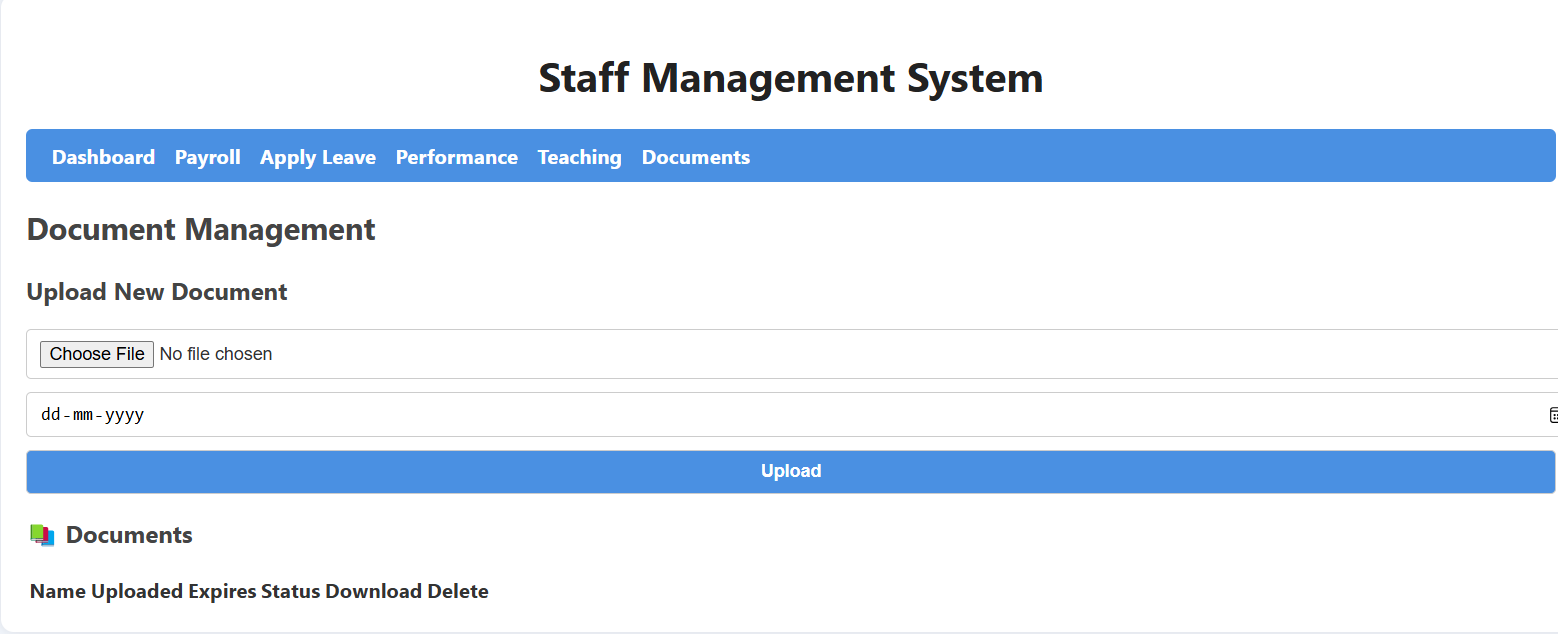 Staff Management System
Dashboard Payroll Apply Leave Performance Teaching Documents
Document Management
Upload New Document
Choose File No file chosen
dd-mm-yyyy
Upload
Documents
Name Uploaded Expires Status Download Delete